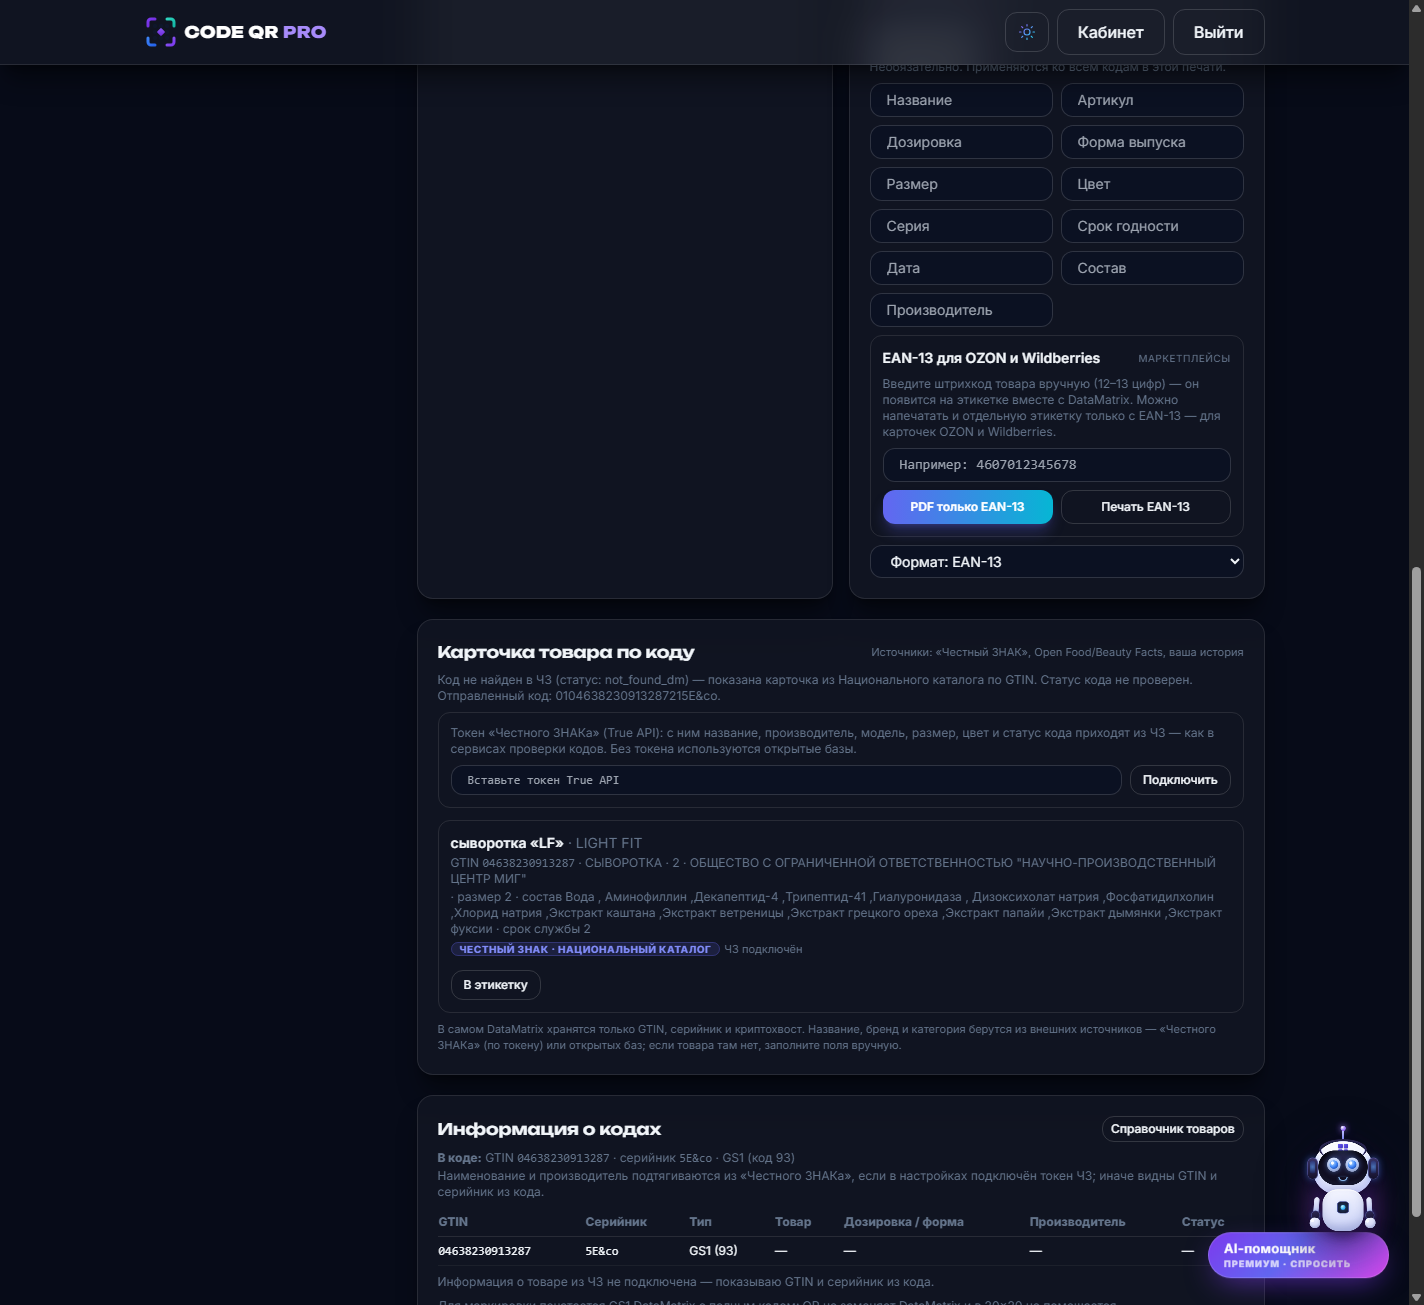 CODE QR PRO
Кабинет
Выйти
Необязательно. Применяются ко всем кодам в этой печати.
Название
Артикул
Дозировка
Форма выпуска
Размер
Цвет
Серия
Срок годности
Дата
Состав
Производитель
EAN-13 для OZON и Wildberries
МАРКЕТПЛЕЙСЫ
Введите штрихкод товара вручную (12–13 цифр) — он
появится на этикетке вместе с DataMatrix. Можно
напечатать и отдельную этикетку только с EAN-13 — для
карточек OZON и Wildberries.
Например: 4607012345678
PDF только EAN-13
Печать EAN-13
Формат: EAN-13
Карточка товара по коду
Источники: «Честный ЗНАК», Open Food/Beauty Facts, ваша история
Код не найден в ЧЗ (статус: not_found_dm) — показана карточка из Национального каталога по GTIN. Статус кода не проверен.
Отправленный код: 0104638230913287215E&co.
Токен «Честного ЗНАКа» (True API): с ним название, производитель, модель, размер, цвет и статус кода приходят из ЧЗ — как в
сервисах проверки кодов. Без токена используются открытые базы.
Вставьте токен True API
Подключить
сыворотка «LF» · LIGHT FIT
GTIN 04638230913287 · СЫВОРОТКА · 2 · ОБЩЕСТВО С ОГРАНИЧЕННОЙ ОТВЕТСТВЕННОСТЬЮ "НАУЧНО-ПРОИЗВОДСТВЕННЫЙ
ЦЕНТР МИГ"
· размер 2 · состав Вода , Аминофиллин ,Декапептид-4 ,Трипептид-41 ,Гиалуронидаза , Дизоксихолат натрия ,Фосфатидилхолин
,Хлорид натрия ,Экстракт каштана ,Экстракт ветреницы ,Экстракт грецкого ореха ,Экстракт папайи ,Экстракт дымянки ,Экстракт
фуксии · срок службы 2
ЧЕСТНЫЙ ЗНАК · НАЦИОНАЛЬНЫЙ КАТАЛОГ ЧЗ подключён
В этикетку
В самом DataMatrix хранятся только GTIN, серийник и криптохвост. Название, бренд и категория берутся из внешних источников — «Честного
ЗНАКа» (по токену) или открытых баз; если товара там нет, заполните поля вручную.
Информация о кодах
Справочник товаров
В коде: GTIN 04638230913287 · серийник 5E&co · GS1 (код 93)
Наименование и производитель подтягиваются из «Честного ЗНАКа», если в настройках подключён токен ЧЗ; иначе видны GTIN и
серийник из кода.
GTIN Серийник Тип Товар Дозировка / форма Производитель Статус
04638230913287 5E&co GS1 (93) — — — —
Информация о товаре из ЧЗ не подключена — показываю GTIN и серийник из кода.
AI-помощник
ПРЕМИУМ · СПРОСИТЬ